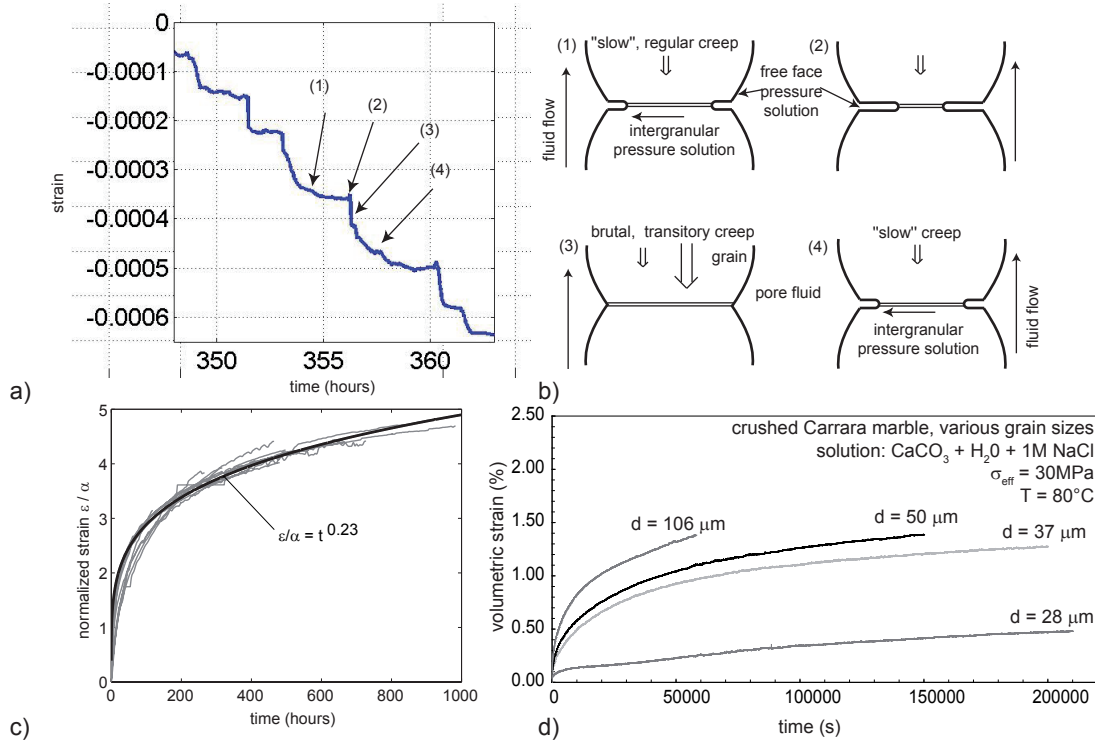 0
-0.0001
-0.0002
-0.0003
-0.0004
-0.0005
-0.0006
strain
(1)
(2)
(3)
(4)
350
355
360
time (hours)
a)
(1)
"slow", regular creep
fluid flow
intergranular
pressure solution
free face
pressure
solution
(2)
(3)
brutal, transitory creep
grain
pore fluid
(4)
"slow" creep
intergranular
pressure solution
fluid flow
b)
5
4
3
2
1
0
normalized strain ε / α
ε/α = t^0.23
0
200
400
600
800
1000
time (hours)
c)
2.50
2.00
1.50
1.00
0.50
0.00
volumetric strain (%)
crushed Carrara marble, various grain sizes
solution: CaCO₃ + H₂0 + 1M NaCl
σeff = 30MPa
T = 80°C
d = 106 μm
d = 50 μm
d = 37 μm
d = 28 μm
0
50000
100000
150000
200000
time (s)
d)